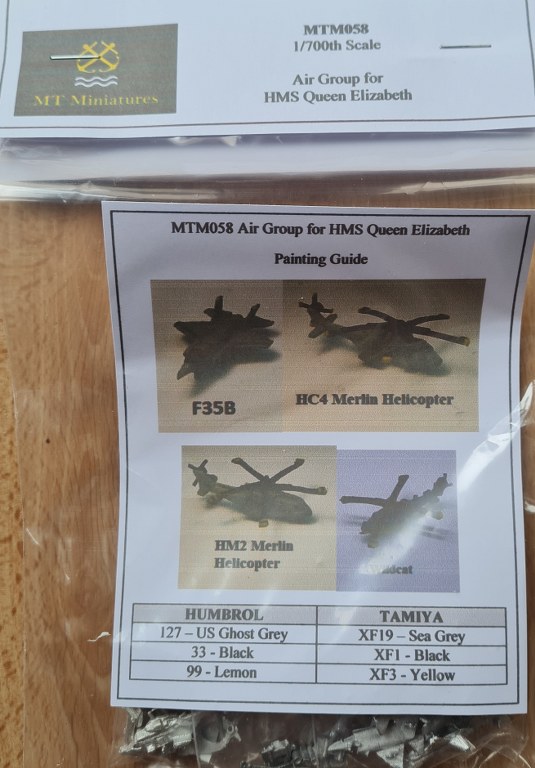 MTM058
1/700th Scale
Air Group for
HMS Queen Elizabeth
MT Miniatures
MTM058 Air Group for HMS Queen Elizabeth
Painting Guide
F35B
HC4 Merlin Helicopter
HM2 Merlin
Helicopter
HUMBROL TAMIYA
127 – US Ghost Grey XF19 – Sea Grey
33 - Black XF1 - Black
99 - Lemon XF3 - Yellow